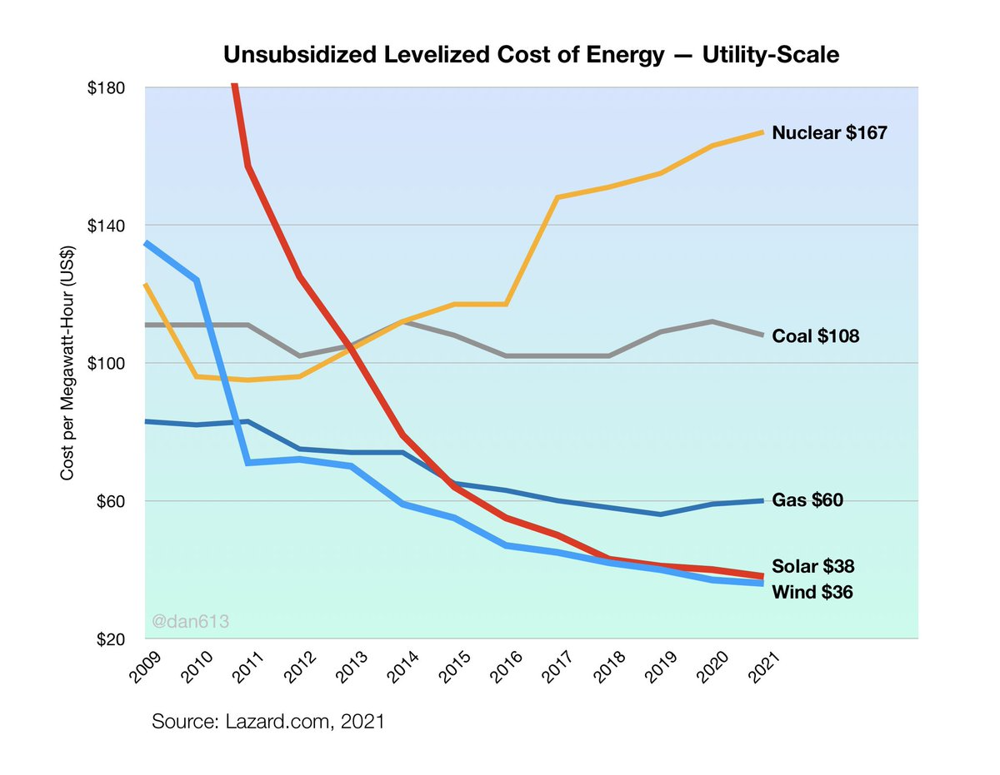 Unsubsidized Levelized Cost of Energy — Utility-Scale
Cost per Megawatt-Hour (US$)
$180
$140
$100
$60
$20
Nuclear $167
Coal $108
Gas $60
Solar $38
Wind $36
@dan613
2009
2010
2011
2012
2013
2014
2015
2016
2017
2018
2019
2020
2021
Source: Lazard.com, 2021